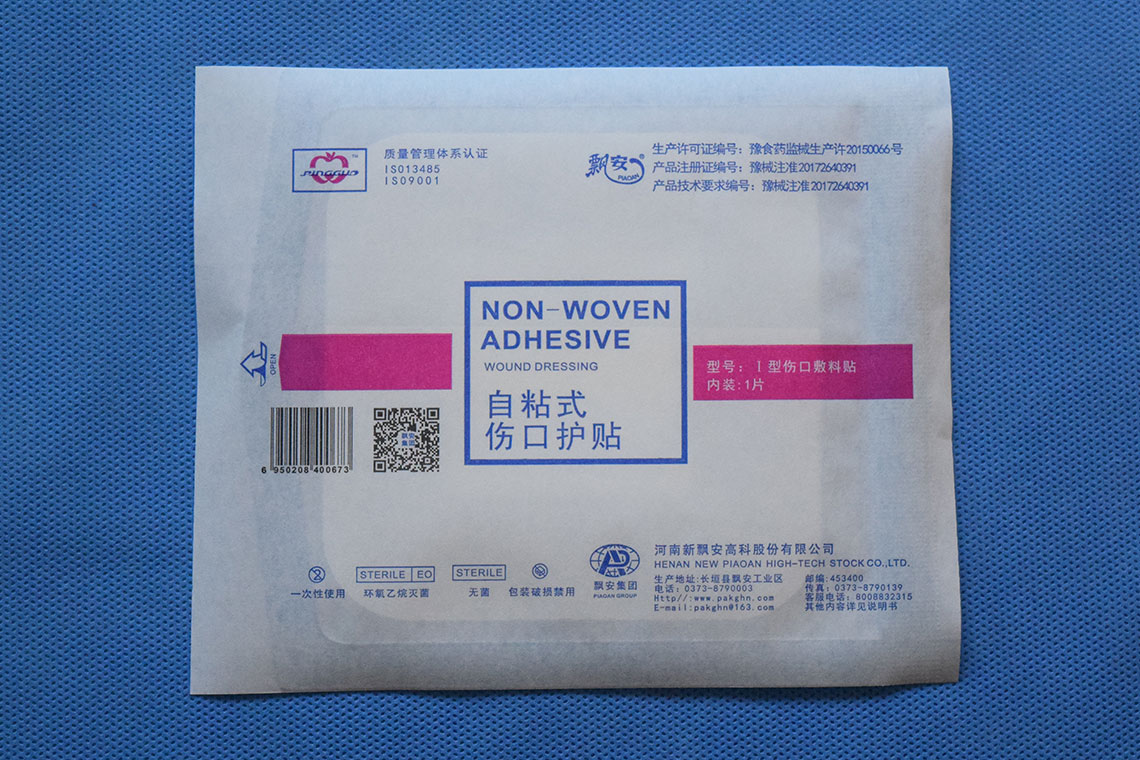 PINGGUO
TM
质量管理体系认证
ISO13485
ISO9001
飘安®
PIAOAN
生产许可证编号：豫食药监械生产许20150066号
产品注册证编号：豫械注准20172640391
产品技术要求编号：豫械注准20172640391
NON-WOVEN
ADHESIVE
WOUND DRESSING
自粘式
伤口护贴
OPEN
型号：Ⅰ型伤口敷料贴
内装:1片
6 950208 400673
飘安
集团
一次性使用
STERILE EO
环氧乙烷灭菌
STERILE
无菌
包装破损禁用
飘安集团
PIAOAN GROUP
河南新飘安高科股份有限公司
HENAN NEW PIAOAN HIGH-TECH STOCK CO.,LTD.
生产地址:长垣县飘安工业区 邮编:453400
电话：0373-8790003 传真：0373-8790139
Http//:www.pakghn.com 客服电话：8008832315
E-mail:pakghn@163.com 其他内容详见说明书